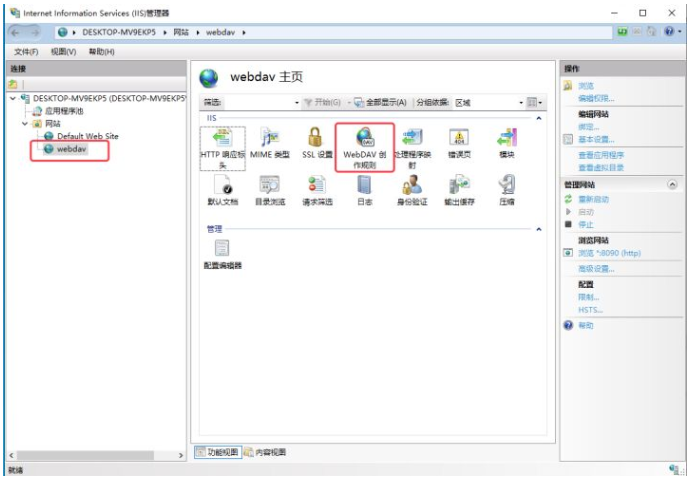 Internet Information Services (IIS)管理器
DESKTOP-MV9EKP5 网站 webdav
文件(F) 视图(V) 帮助(H)
连接
DESKTOP-MV9EKP5 (DESKTOP-MV9EKP5
应用程序池
网站
Default Web Site
webdav
webdav 主页
筛选: 开始(G) 全部显示(A) 分组依据: 区域
IIS
HTTP 响应标头 MIME 类型 SSL 设置 WebDAV 创作规则 处理程序映射 错误页 模块
默认文档 目录浏览 请求筛选 日志 身份验证 输出缓存 压缩
管理
配置编辑器
功能视图 内容视图
操作
浏览
编辑权限...
编辑网站
绑定...
基本设置...
查看应用程序
查看虚拟目录
管理网站
重新启动
启动
停止
浏览网站
浏览 *:8090 (http)
高级设置...
配置
限制...
HSTS...
帮助
就绪